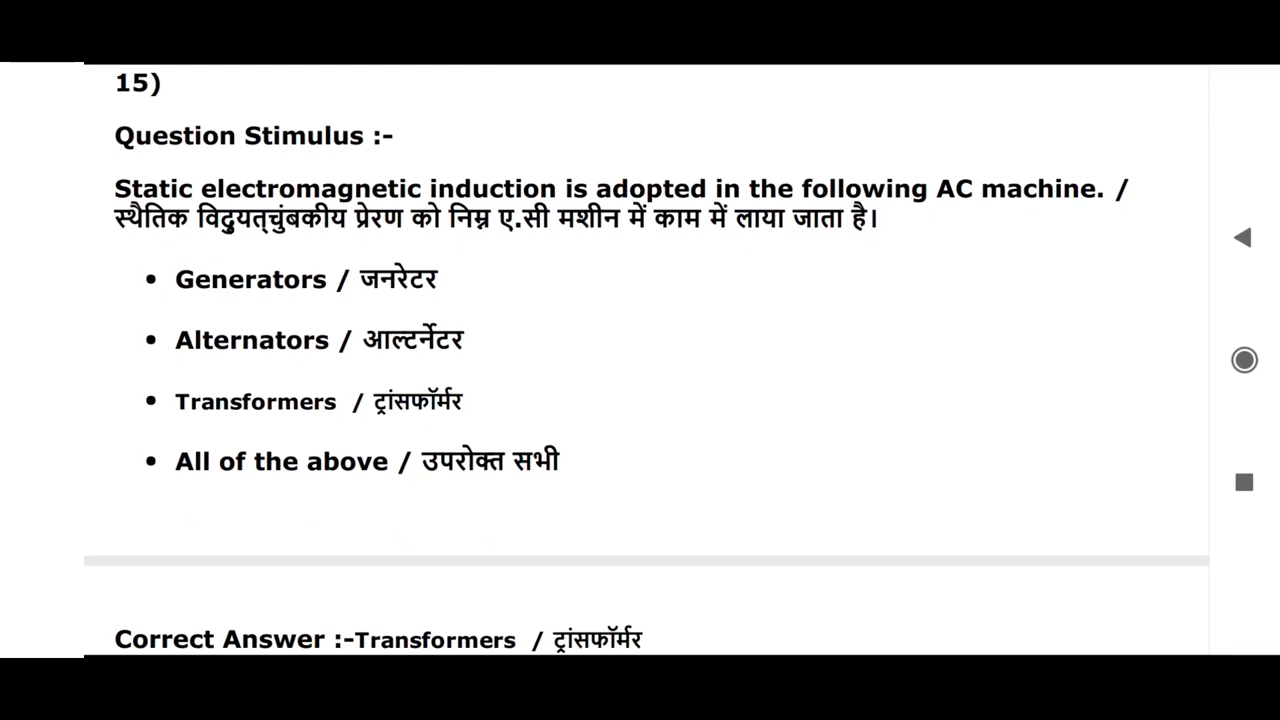 15)
Question Stimulus :-
Static electromagnetic induction is adopted in the following AC machine. /
स्थैतिक विद्युयत्चुंबकीय प्रेरण को निम्न ए.सी मशीन में काम में लाया जाता है।
• Generators / जनरेटर
• Alternators / आल्टर्नेटर
• Transformers / ट्रांसफॉर्मर
• All of the above / उपरोक्त सभी
Correct Answer :-Transformers / ट्रांसफॉर्मर